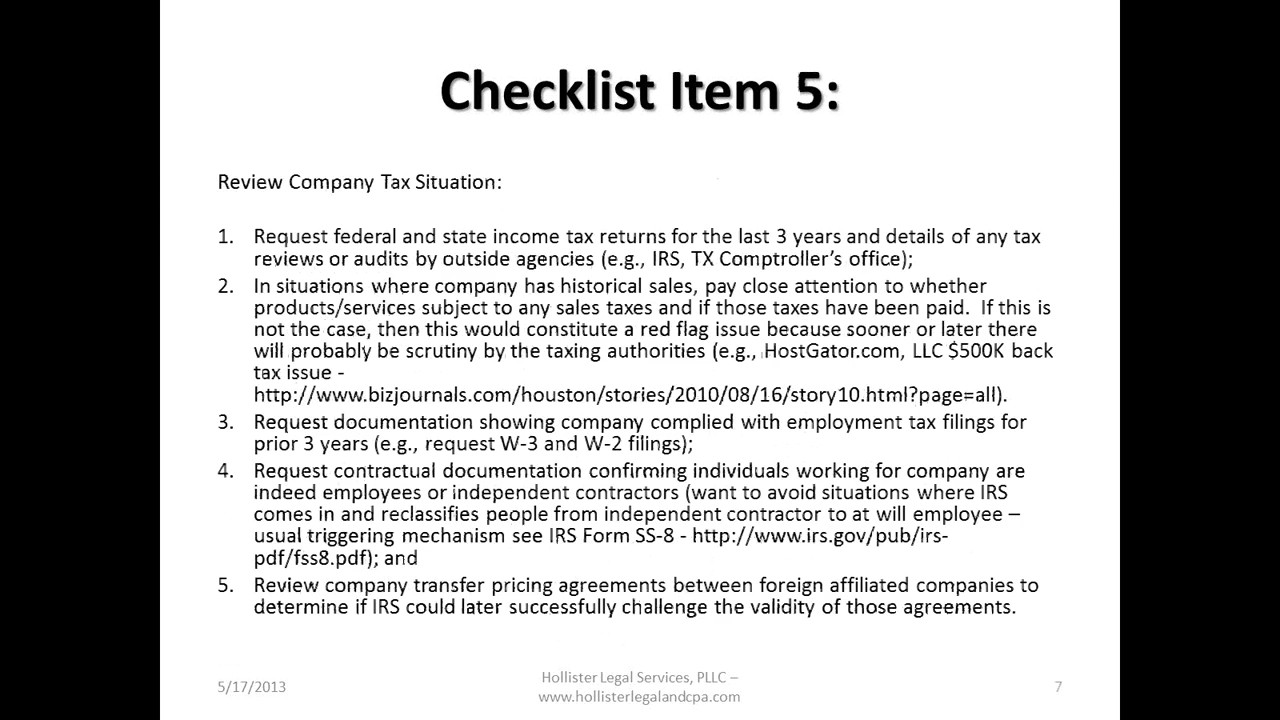 Checklist Item 5:
Review Company Tax Situation:
1. Request federal and state income tax returns for the last 3 years and details of any tax
reviews or audits by outside agencies (e.g., IRS, TX Comptroller’s office);
2. In situations where company has historical sales, pay close attention to whether
products/services subject to any sales taxes and if those taxes have been paid. If this is
not the case, then this would constitute a red flag issue because sooner or later there
will probably be scrutiny by the taxing authorities (e.g., HostGator.com, LLC $500K back
tax issue -
http://www.bizjournals.com/houston/stories/2010/08/16/story10.html?page=all).
3. Request documentation showing company complied with employment tax filings for
prior 3 years (e.g., request W-3 and W-2 filings);
4. Request contractual documentation confirming individuals working for company are
indeed employees or independent contractors (want to avoid situations where IRS
comes in and reclassifies people from independent contractor to at will employee –
usual triggering mechanism see IRS Form SS-8 - http://www.irs.gov/pub/irs-
pdf/fss8.pdf); and
5. Review company transfer pricing agreements between foreign affiliated companies to
determine if IRS could later successfully challenge the validity of those agreements.
5/17/2013
Hollister Legal Services, PLLC –
www.hollisterlegalandcpa.com
7